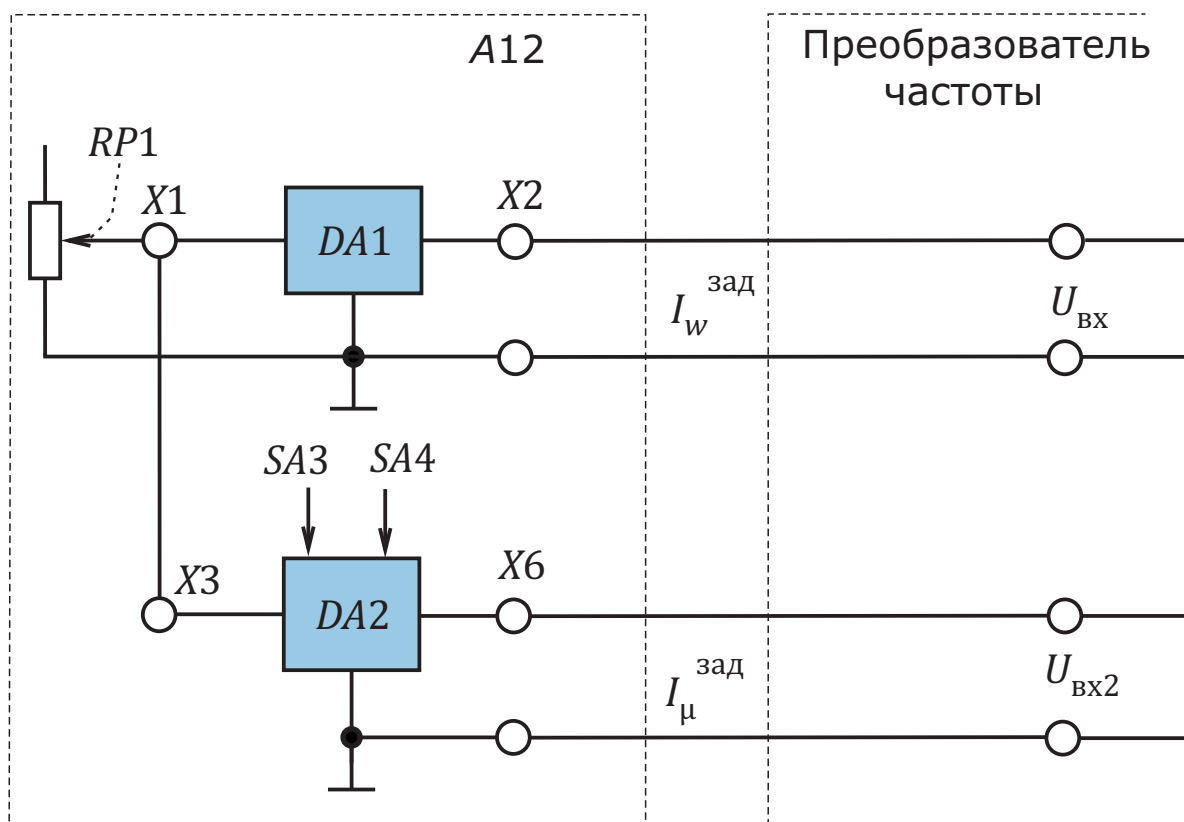 A12
Преобразователь
частоты
RP1
X1
DA1
X2
I_w^зад
U_вх
SA3
SA4
X3
DA2
X6
I_μ^зад
U_вх2